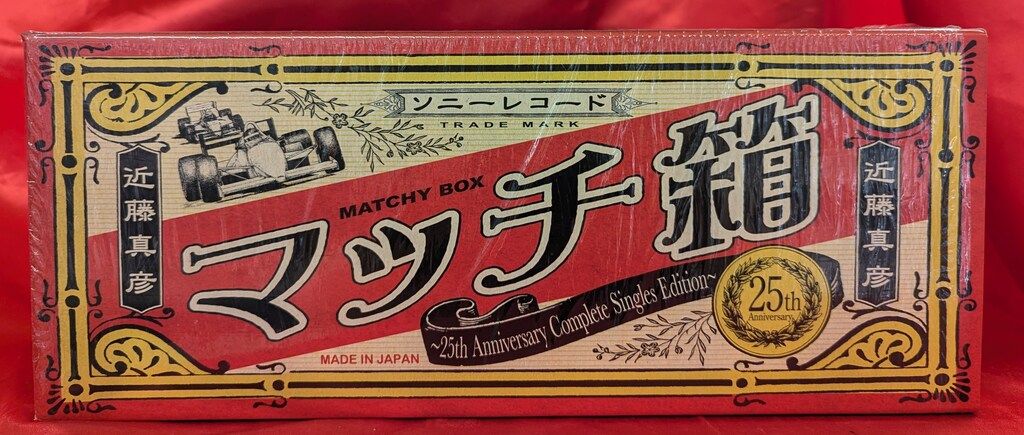 ソニーレコード
TRADE MARK
近藤真彦
MATCHY BOX
マッチ箱
近藤真彦
~25th Anniversary Complete Singles Edition~
25th
Anniversary
MADE IN JAPAN